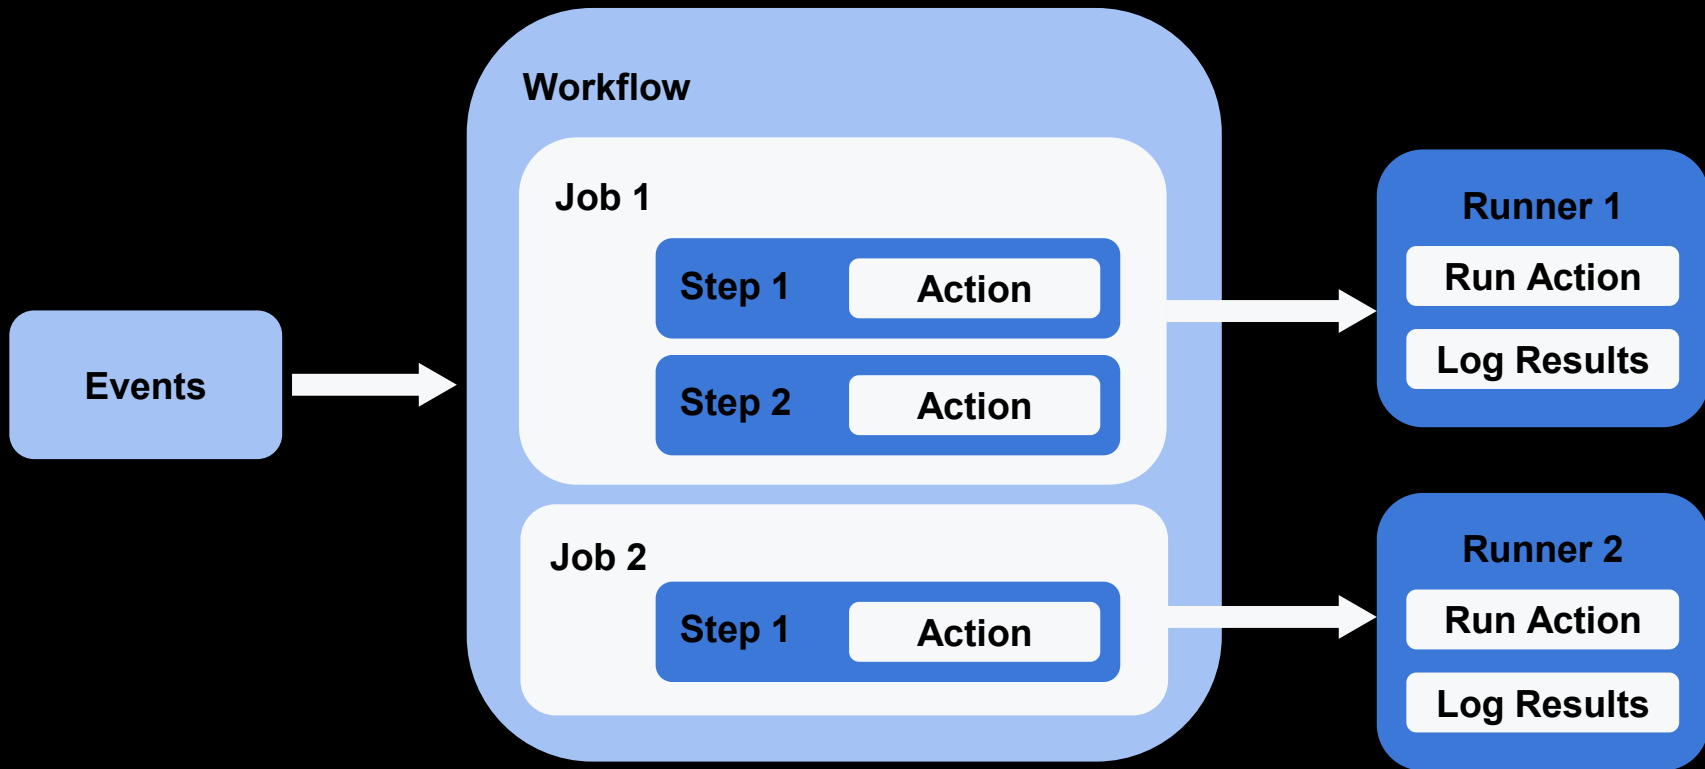 Events
Workflow
Job 1
Step 1
Action
Step 2
Action
Job 2
Step 1
Action
Runner 1
Run Action
Log Results
Runner 2
Run Action
Log Results